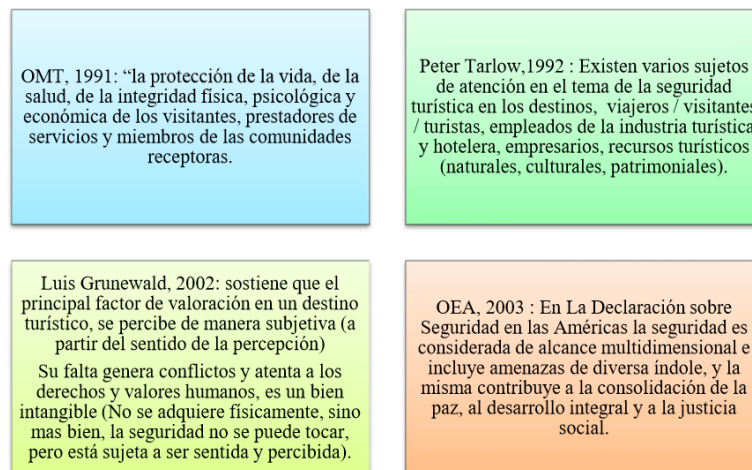 OMT, 1991: “la protección de la vida, de la
salud, de la integridad física, psicológica y
económica de los visitantes, prestadores de
servicios y miembros de las comunidades
receptoras.
Peter Tarlow,1992 : Existen varios sujetos
de atención en el tema de la seguridad
turística en los destinos, viajeros / visitantes
/ turistas, empleados de la industria turística
y hotelera, empresarios, recursos turísticos
(naturales, culturales, patrimoniales).
Luis Grunewald, 2002: sostiene que el
principal factor de valoración en un destino
turístico, se percibe de manera subjetiva (a
partir del sentido de la percepción)
Su falta genera conflictos y atenta a los
derechos y valores humanos, es un bien
intangible (No se adquiere físicamente, sino
mas bien, la seguridad no se puede tocar,
pero está sujeta a ser sentida y percibida).
OEA, 2003 : En La Declaración sobre
Seguridad en las Américas la seguridad es
considerada de alcance multidimensional e
incluye amenazas de diversa índole, y la
misma contribuye a la consolidación de la
paz, al desarrollo integral y a la justicia
social.